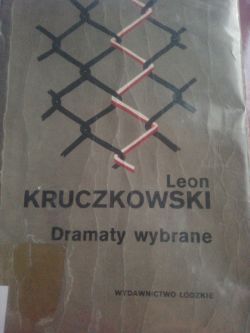 Leon
KRUCZKOWSKI
Dramaty wybrane
WYDAWNICTWO ŁÓDZKIE